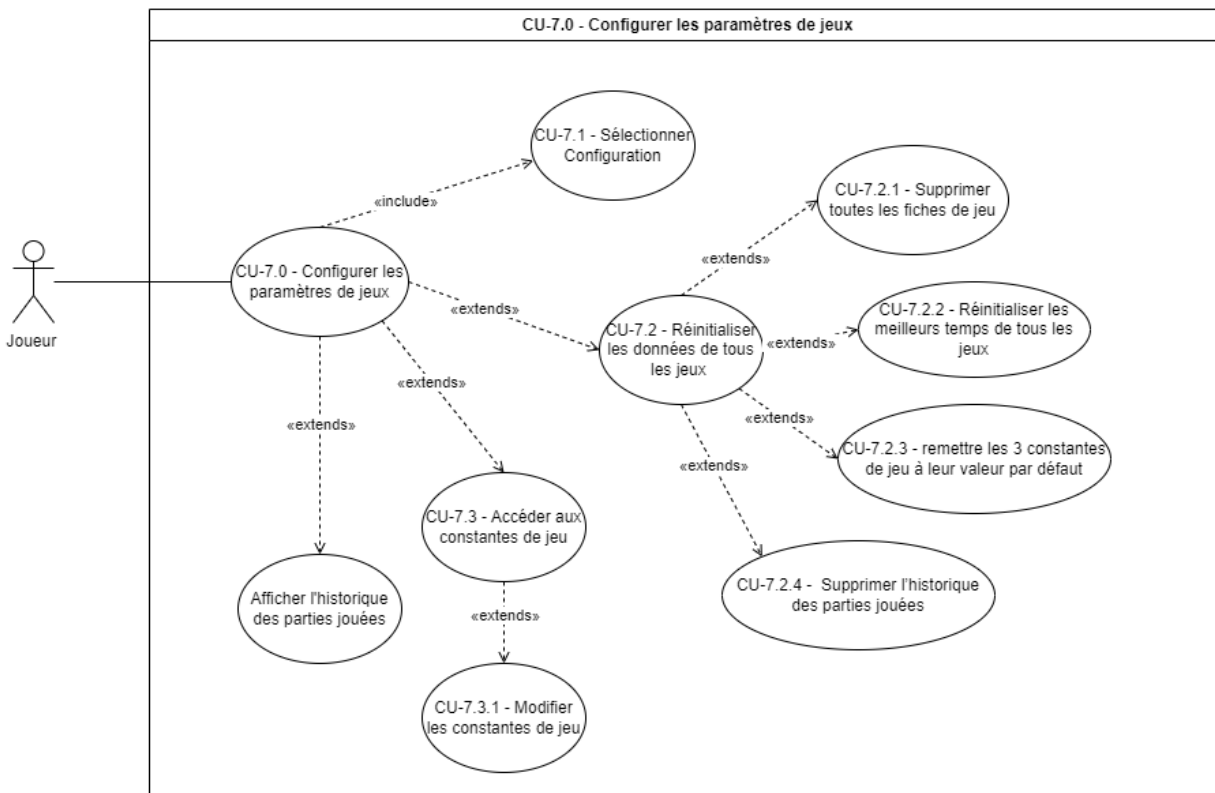 CU-7.0 - Configurer les paramètres de jeux
CU-7.1 - Sélectionner
Configuration
CU-7.2.1 - Supprimer
toutes les fiches de jeu
«include»
CU-7.0 - Configurer les
paramètres de jeux
Joueur
«extends»
«extends»
CU-7.2 - Réinitialiser
les données de tous
les jeux
«extends»
CU-7.2.2 - Réinitialiser les
meilleurs temps de tous les
jeux
«extends»
«extends»
«extends»
CU-7.2.3 - remettre les 3 constantes
de jeu à leur valeur par défaut
«extends»
«extends»
CU-7.3 - Accéder aux
constantes de jeu
CU-7.2.4 - Supprimer l'historique
des parties jouées
Afficher l'historique
des parties jouées
«extends»
CU-7.3.1 - Modifier
les constantes de jeu